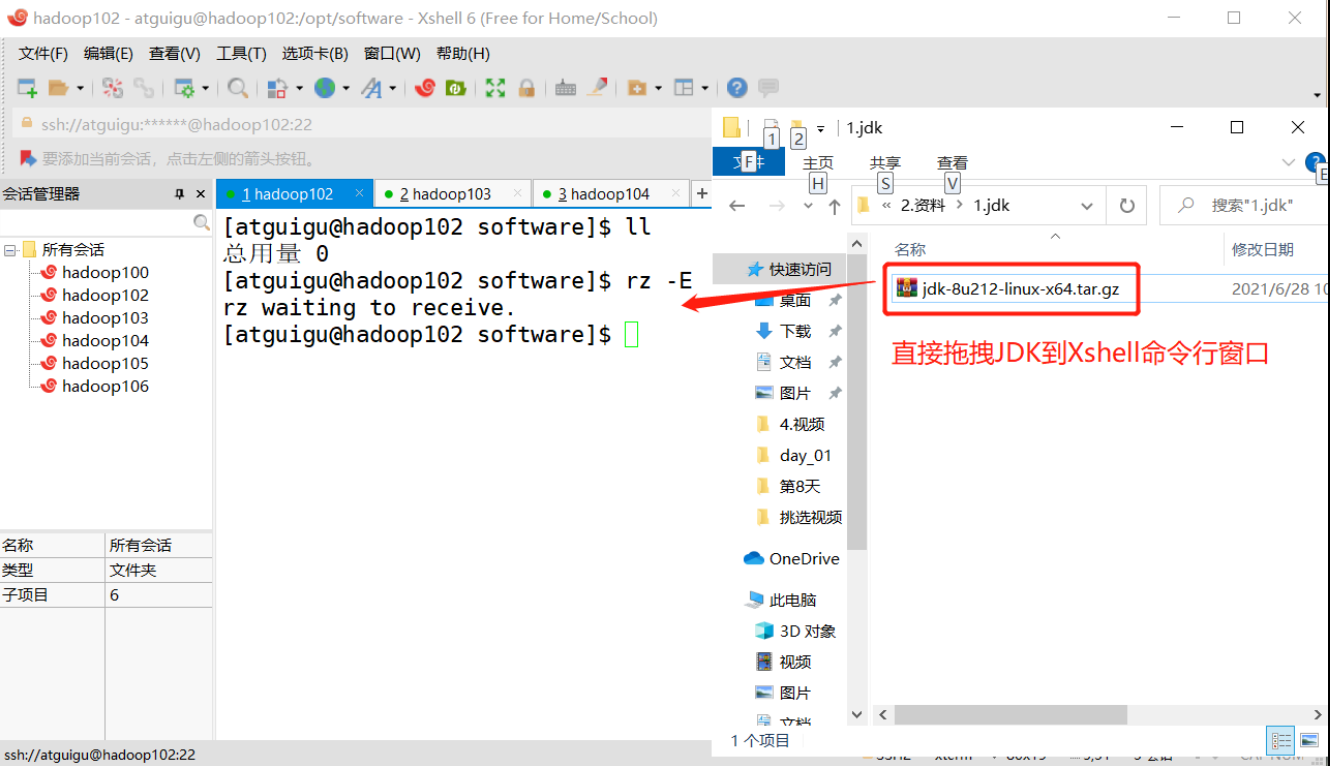 hadoop102 - atguigu@hadoop102:/opt/software - Xshell 6 (Free for Home/School)
文件(F) 编辑(E) 查看(V) 工具(T) 选项卡(B) 窗口(W) 帮助(H)
ssh://atguigu:******@hadoop102:22
要添加当前会话，点击左侧的箭头按钮。
会话管理器
1 hadoop102
2 hadoop103
3 hadoop104
所有会话
hadoop100
hadoop102
hadoop103
hadoop104
hadoop105
hadoop106
名称 所有会话
类型 文件夹
子项目 6
[atguigu@hadoop102 software]$ ll
总用量 0
[atguigu@hadoop102 software]$ rz -E
rz waiting to receive.
[atguigu@hadoop102 software]$
1 2 1.jdk
F 主页 共享 查看
H S V E
« 2.资料 > 1.jdk
搜索"1.jdk"
名称 修改日期
jdk-8u212-linux-x64.tar.gz 2021/6/28 10
直接拖拽JDK到Xshell命令行窗口
快速访问
桌面
下载
文档
图片
4.视频
day_01
第8天
挑选视频
OneDrive
此电脑
3D 对象
视频
图片
文档
1 个项目
ssh://atguigu@hadoop102:22